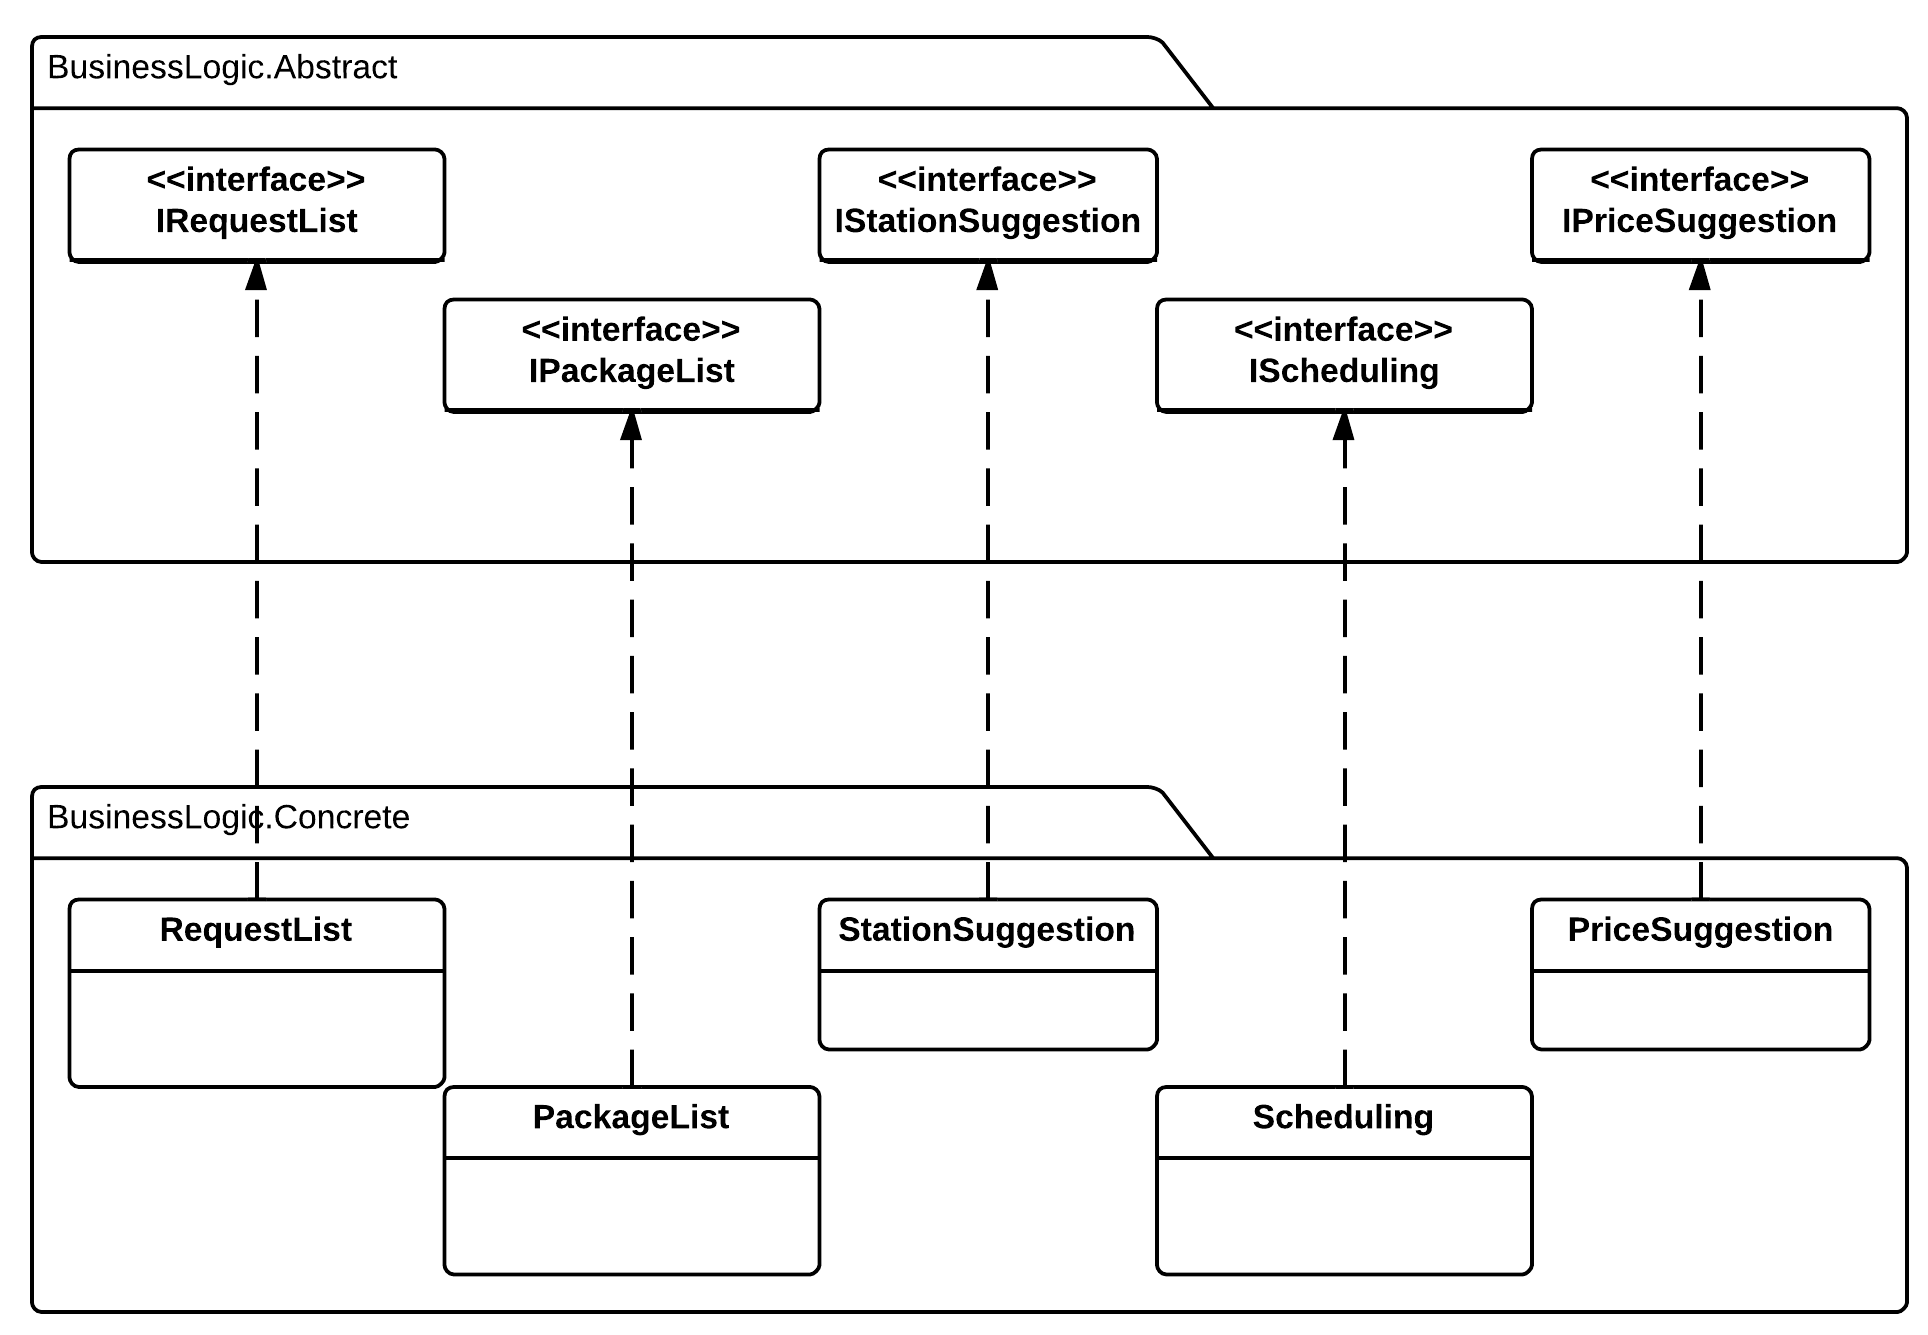 BusinessLogic.Abstract
<<interface>>
IRequestList
<<interface>>
IStationSuggestion
<<interface>>
IPriceSuggestion
<<interface>>
IPackageList
<<interface>>
IScheduling
BusinessLogic.Concrete
RequestList
StationSuggestion
PriceSuggestion
PackageList
Scheduling